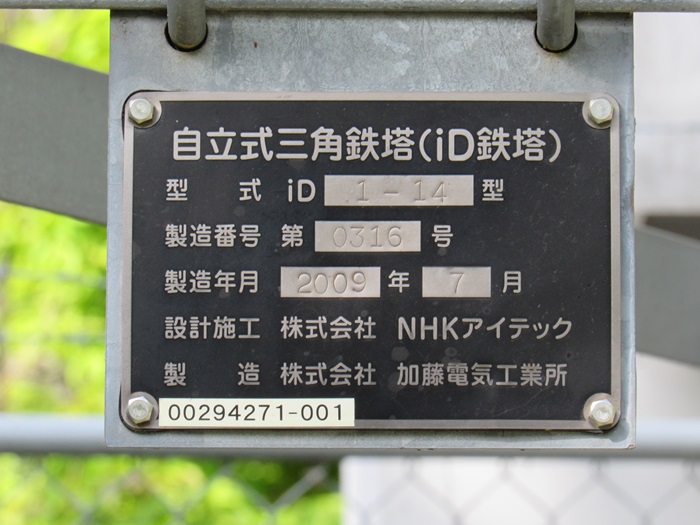 自立式三角鉄塔(iD鉄塔)
型 式 iD 1-14 型
製造番号 第 0316 号
製造年月 2009 年 7 月
設計施工 株式会社 NHKアイテック
製 造 株式会社 加藤電気工業所
00294271-001